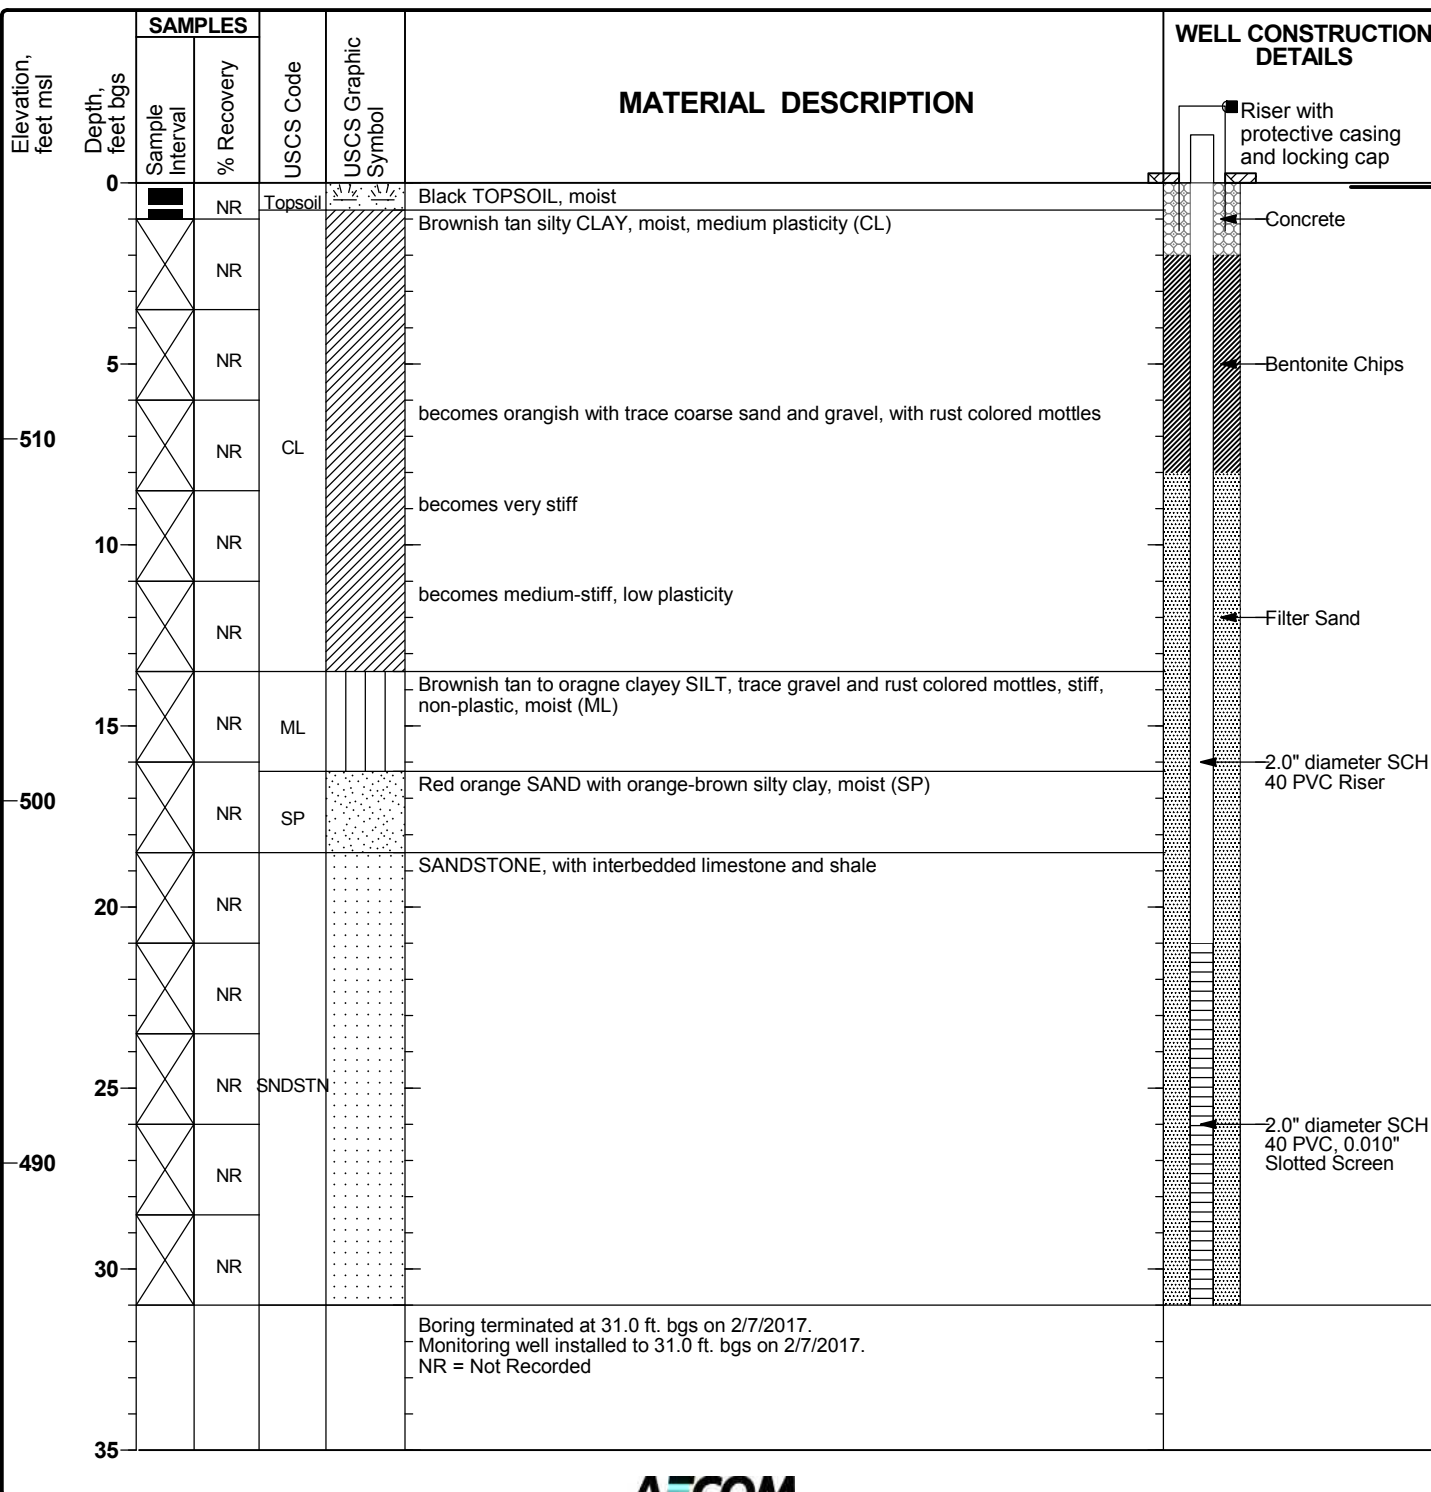 SAMPLES
Elevation,
feet msl
Depth,
feet bgs
Sample
Interval
% Recovery
USCS Code
USCS Graphic
Symbol
MATERIAL DESCRIPTION
WELL CONSTRUCTION
DETAILS
Riser with
protective casing
and locking cap
0
NR
Topsoil
Black TOPSOIL, moist
Brownish tan silty CLAY, moist, medium plasticity (CL)
Concrete
NR
5
NR
Bentonite Chips
becomes orangish with trace coarse sand and gravel, with rust colored mottles
510
NR
CL
becomes very stiff
10
NR
becomes medium-stiff, low plasticity
NR
Filter Sand
Brownish tan to oragne clayey SILT, trace gravel and rust colored mottles, stiff,
non-plastic, moist (ML)
15
NR
ML
2.0" diameter SCH
40 PVC Riser
Red orange SAND with orange-brown silty clay, moist (SP)
500
NR
SP
SANDSTONE, with interbedded limestone and shale
20
NR
NR
25
NR
SNDSTN
2.0" diameter SCH
40 PVC, 0.010"
Slotted Screen
490
NR
30
NR
Boring terminated at 31.0 ft. bgs on 2/7/2017.
Monitoring well installed to 31.0 ft. bgs on 2/7/2017.
NR = Not Recorded
35
AECOM